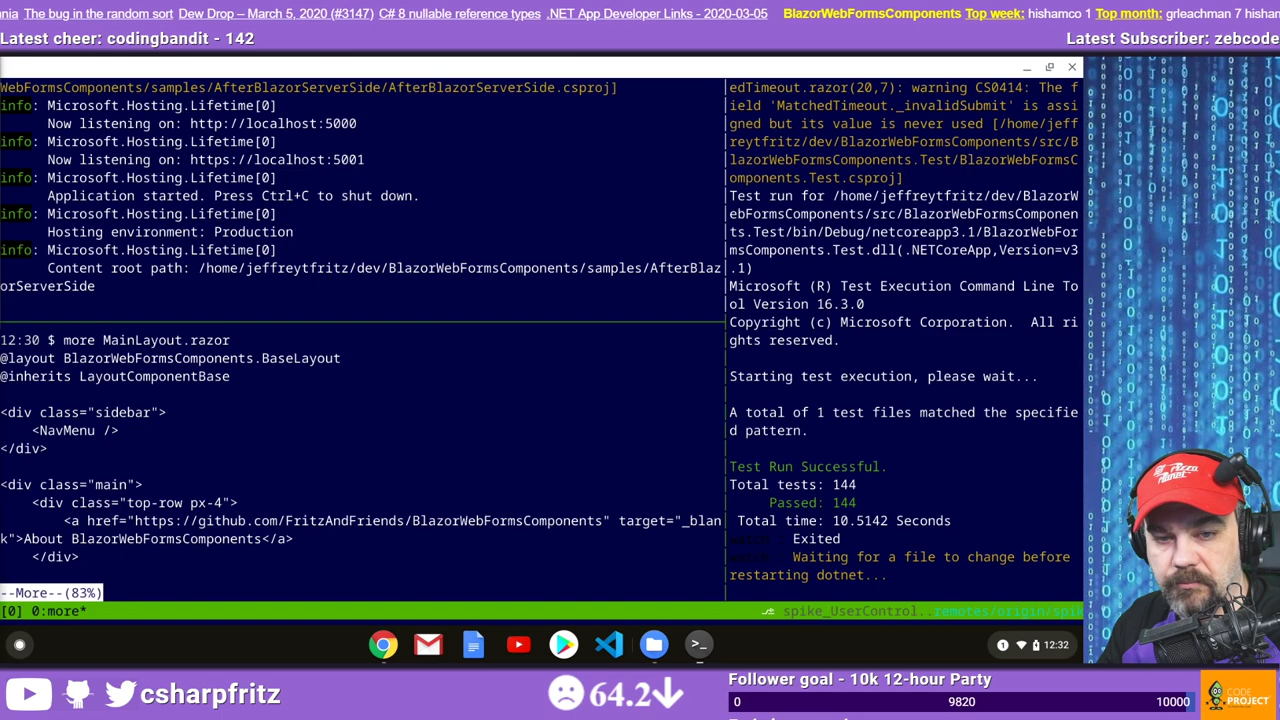 nia The bug in the random sort Dew Drop – March 5, 2020 (#3147) C# 8 nullable reference types .NET App Developer Links - 2020-03-05 BlazorWebFormsComponents Top week: hishamco 1 Top month: grleachman 7 hisham
Latest cheer: codingbandit - 142
Latest Subscriber: zebcode
WebFormsComponents/samples/AfterBlazorServerSide/AfterBlazorServerSide.csproj]
info: Microsoft.Hosting.Lifetime[0]
Now listening on: http://localhost:5000
info: Microsoft.Hosting.Lifetime[0]
Now listening on: https://localhost:5001
info: Microsoft.Hosting.Lifetime[0]
Application started. Press Ctrl+C to shut down.
info: Microsoft.Hosting.Lifetime[0]
Hosting environment: Production
info: Microsoft.Hosting.Lifetime[0]
Content root path: /home/jeffreytfritz/dev/BlazorWebFormsComponents/samples/AfterBlaz
orServerSide
12:30 $ more MainLayout.razor
@layout BlazorWebFormsComponents.BaseLayout
@inherits LayoutComponentBase
<div class="sidebar">
<NavMenu />
</div>
<div class="main">
<div class="top-row px-4">
<a href="https://github.com/FritzAndFriends/BlazorWebFormsComponents" target="_blan
k">About BlazorWebFormsComponents</a>
</div>
--More--(83%)
edTimeout.razor(20,7): warning CS0414: The f
ield 'MatchedTimeout._invalidSubmit' is assi
gned but its value is never used [/home/jeff
reytfritz/dev/BlazorWebFormsComponents/src/B
lazorWebFormsComponents.Test/BlazorWebFormsC
omponents.Test.csproj]
Test run for /home/jeffreytfritz/dev/BlazorW
ebFormsComponents/src/BlazorWebFormsComponen
ts.Test/bin/Debug/netcoreapp3.1/BlazorWebFor
msComponents.Test.dll(.NETCoreApp,Version=v3
.1)
Microsoft (R) Test Execution Command Line To
ol Version 16.3.0
Copyright (c) Microsoft Corporation.  All ri
ghts reserved.
Starting test execution, please wait...
A total of 1 test files matched the specifie
d pattern.
Test Run Successful.
Total tests: 144
Passed: 144
Total time: 10.5142 Seconds
Exited
Waiting for a file to change before
restarting dotnet...
[0] 0:more*
spike_UserControl..remotes/origin/spik
1 12:32
csharpfritz
64.2
Follower goal - 10k 12-hour Party
0 9820 10000
CODE
PROJECT